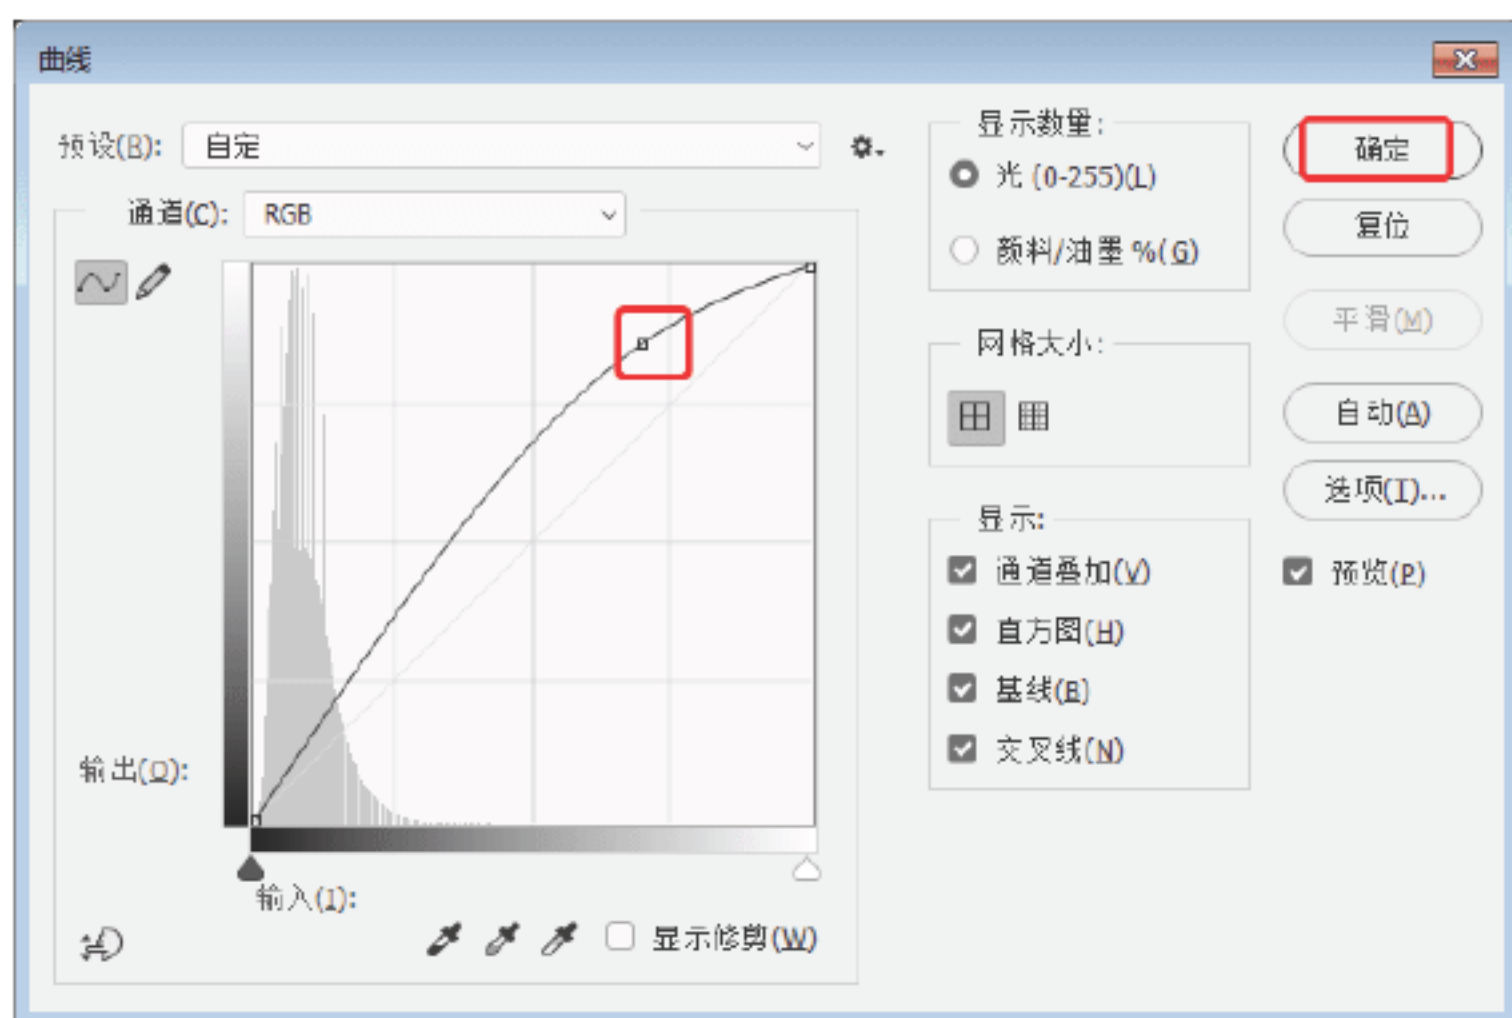 曲线
预设(R): 自定
通道(C): RGB
输出(O):
输入(I):
显示修剪(W)
显示数量:
光 (0-255)(L)
颜料/油墨 %(G)
网格大小:
显示:
通道叠加(V)
直方图(H)
基线(B)
交叉线(N)
确定
复位
平滑(M)
自动(A)
选项(T)...
预览(P)